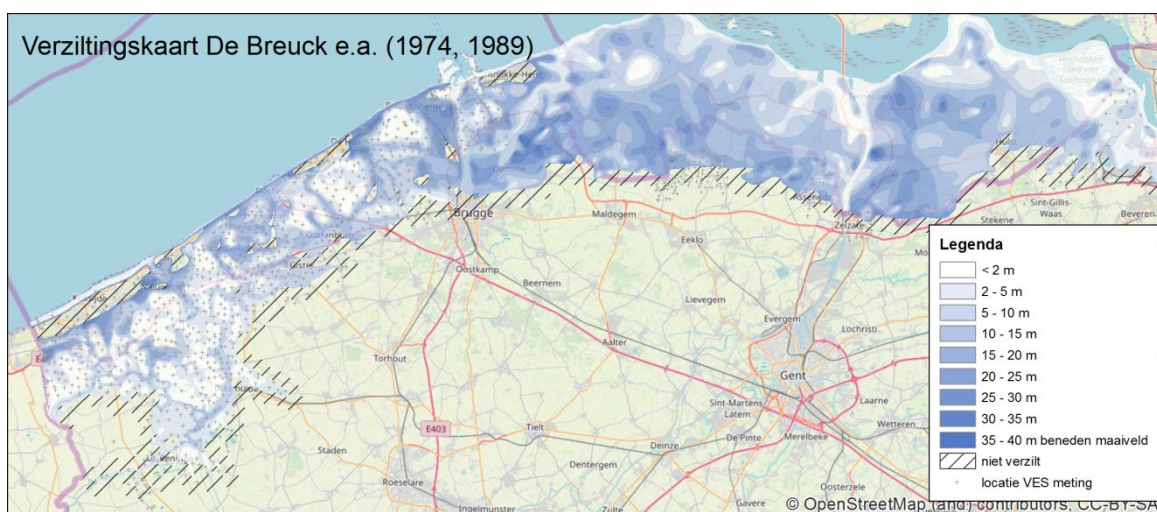 Verziltingskaart De Breuck e.a. (1974, 1989)
Brugge
Damme
Maldegem
Eeklo
Oostkamp
Beernem
Zelzate
Stekene
Sint-Gillis-
Waas
Beveren
Lievegem
Evergem
Lochristi
Torhout
Aalter
Gent
Laarne
Sint-Martens
Latem
De Pinte
Merelbeke
Wetteren
E403
Tielt
Deinze
Staden
Roeselare
Dentergem
Ingelmunster
Zulte
Gavere
Oosterzele
Legenda
< 2 m
2 - 5 m
5 - 10 m
10 - 15 m
15 - 20 m
20 - 25 m
25 - 30 m
30 - 35 m
35 - 40 m beneden maaiveld
niet verzilt
locatie VES meting
© OpenStreetMap (and) contributors, CC-BY-SA